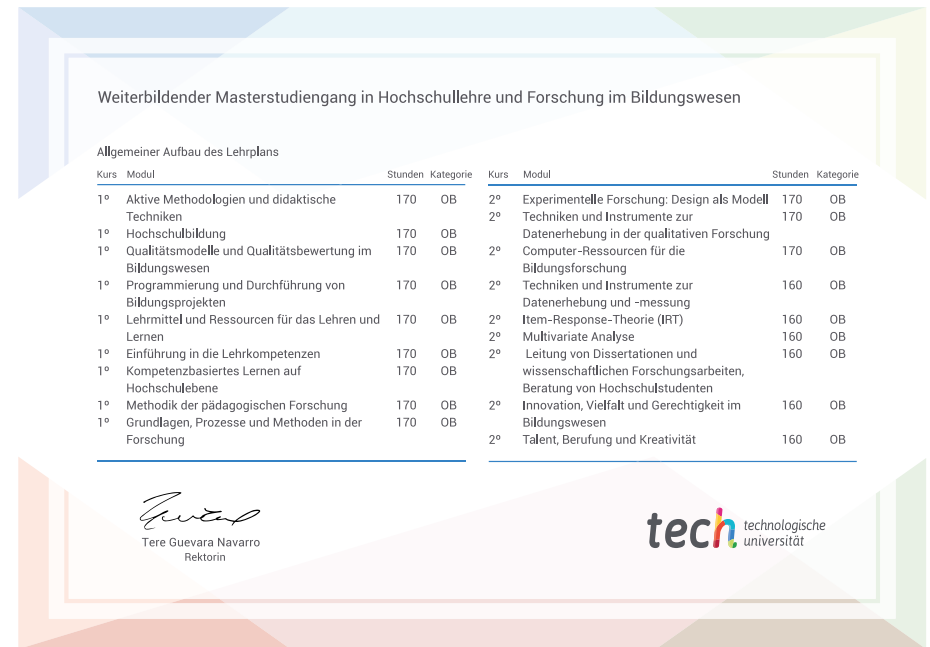 Weiterbildender Masterstudiengang in Hochschullehre und Forschung im Bildungswesen
Allgemeiner Aufbau des Lehrplans
Kurs Modul Stunden Kategorie
1º Aktive Methodologien und didaktische 170 OB
Techniken
1º Hochschulbildung 170 OB
1º Qualitätsmodelle und Qualitätsbewertung im 170 OB
Bildungswesen
1º Programmierung und Durchführung von 170 OB
Bildungsprojekten
1º Lehrmittel und Ressourcen für das Lehren und 170 OB
Lernen
1º Einführung in die Lehrkompetenzen 170 OB
1º Kompetenzbasiertes Lernen auf 170 OB
Hochschulebene
1º Methodik der pädagogischen Forschung 170 OB
1º Grundlagen, Prozesse und Methoden in der 170 OB
Forschung
Kurs Modul Stunden Kategorie
2º Experimentelle Forschung: Design als Modell 170 OB
2º Techniken und Instrumente zur 170 OB
Datenerhebung in der qualitativen Forschung
2º Computer-Ressourcen für die 170 OB
Bildungsforschung
2º Techniken und Instrumente zur 160 OB
Datenerhebung und -messung
2º Item-Response-Theorie (IRT) 160 OB
2º Multivariate Analyse 160 OB
2º Leitung von Dissertationen und 160 OB
wissenschaftlichen Forschungsarbeiten,
Beratung von Hochschulstudenten
2º Innovation, Vielfalt und Gerechtigkeit im 160 OB
Bildungswesen
2º Talent, Berufung und Kreativität 160 OB
Tere Guevara Navarro
Rektorin
tech technologische
universität